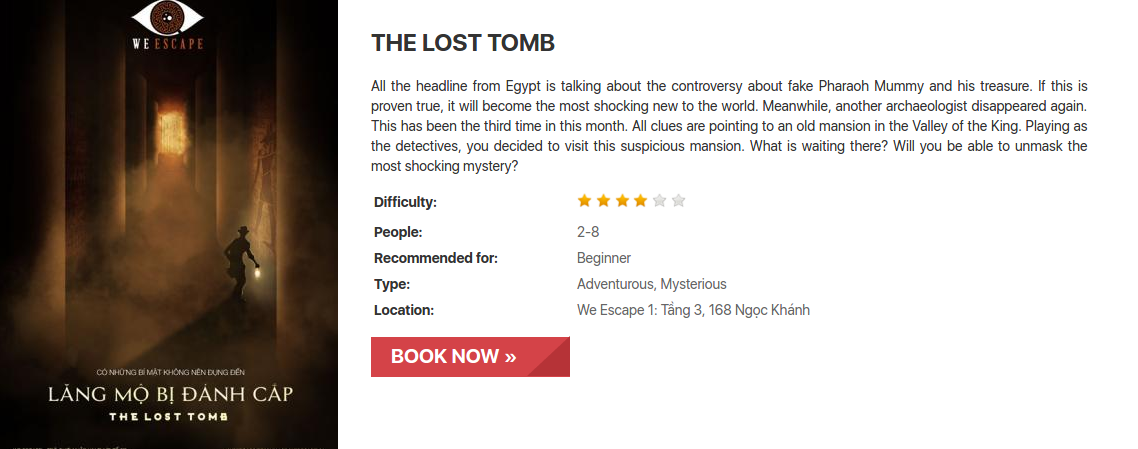 WE ESCAPE
CÓ NHỮNG BÍ MẬT KHÔNG NÊN ĐỤNG ĐẾN
LĂNG MỘ BỊ ĐÁNH CẮP
THE LOST TOMB
THE LOST TOMB
All the headline from Egypt is talking about the controversy about fake Pharaoh Mummy and his treasure. If this is
proven true, it will become the most shocking new to the world. Meanwhile, another archaeologist disappeared again.
This has been the third time in this month. All clues are pointing to an old mansion in the Valley of the King. Playing as
the detectives, you decided to visit this suspicious mansion. What is waiting there? Will you be able to unmask the
most shocking mystery?
Difficulty:
People: 2-8
Recommended for: Beginner
Type: Adventurous, Mysterious
Location: We Escape 1: Tầng 3, 168 Ngọc Khánh
BOOK NOW »